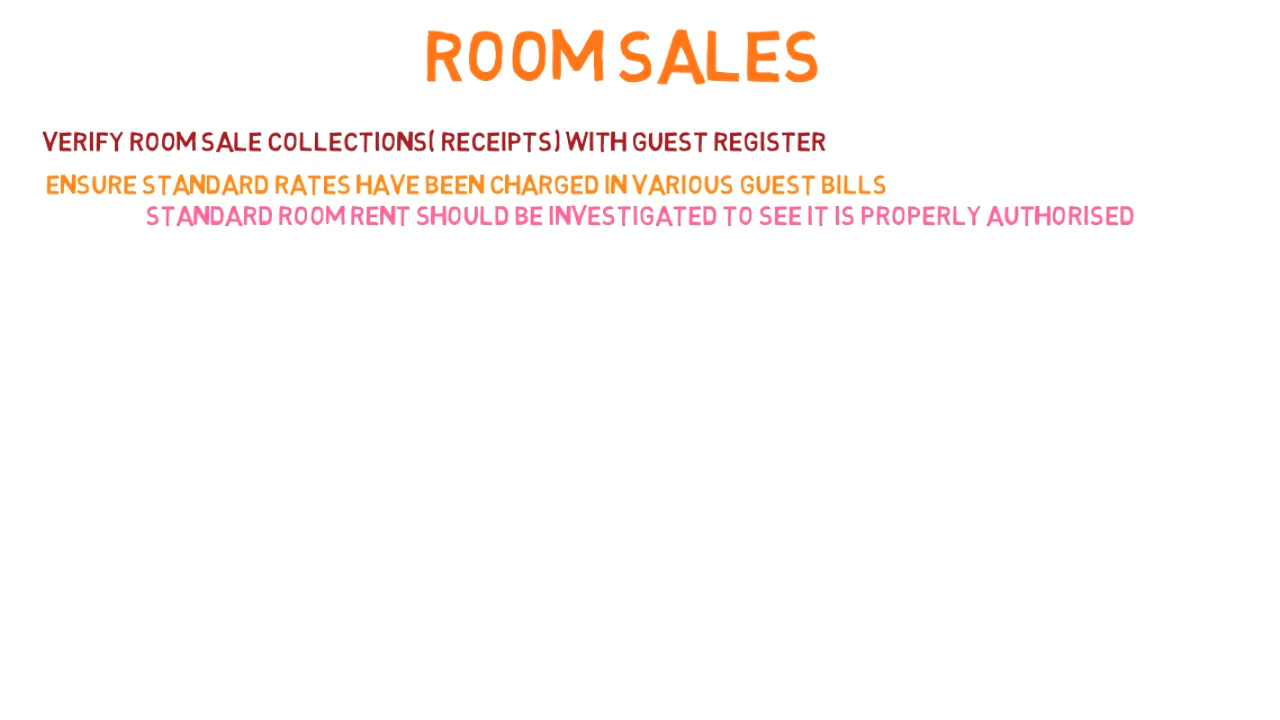 ROOM SALES
VERIFY ROOM SALE COLLECTIONS( RECEIPTS) WITH GUEST REGISTER
ENSURE STANDARD RATES HAVE BEEN CHARGED IN VARIOUS GUEST BILLS
STANDARD ROOM RENT SHOULD BE INVESTIGATED TO SEE IT IS PROPERLY AUTHORISED